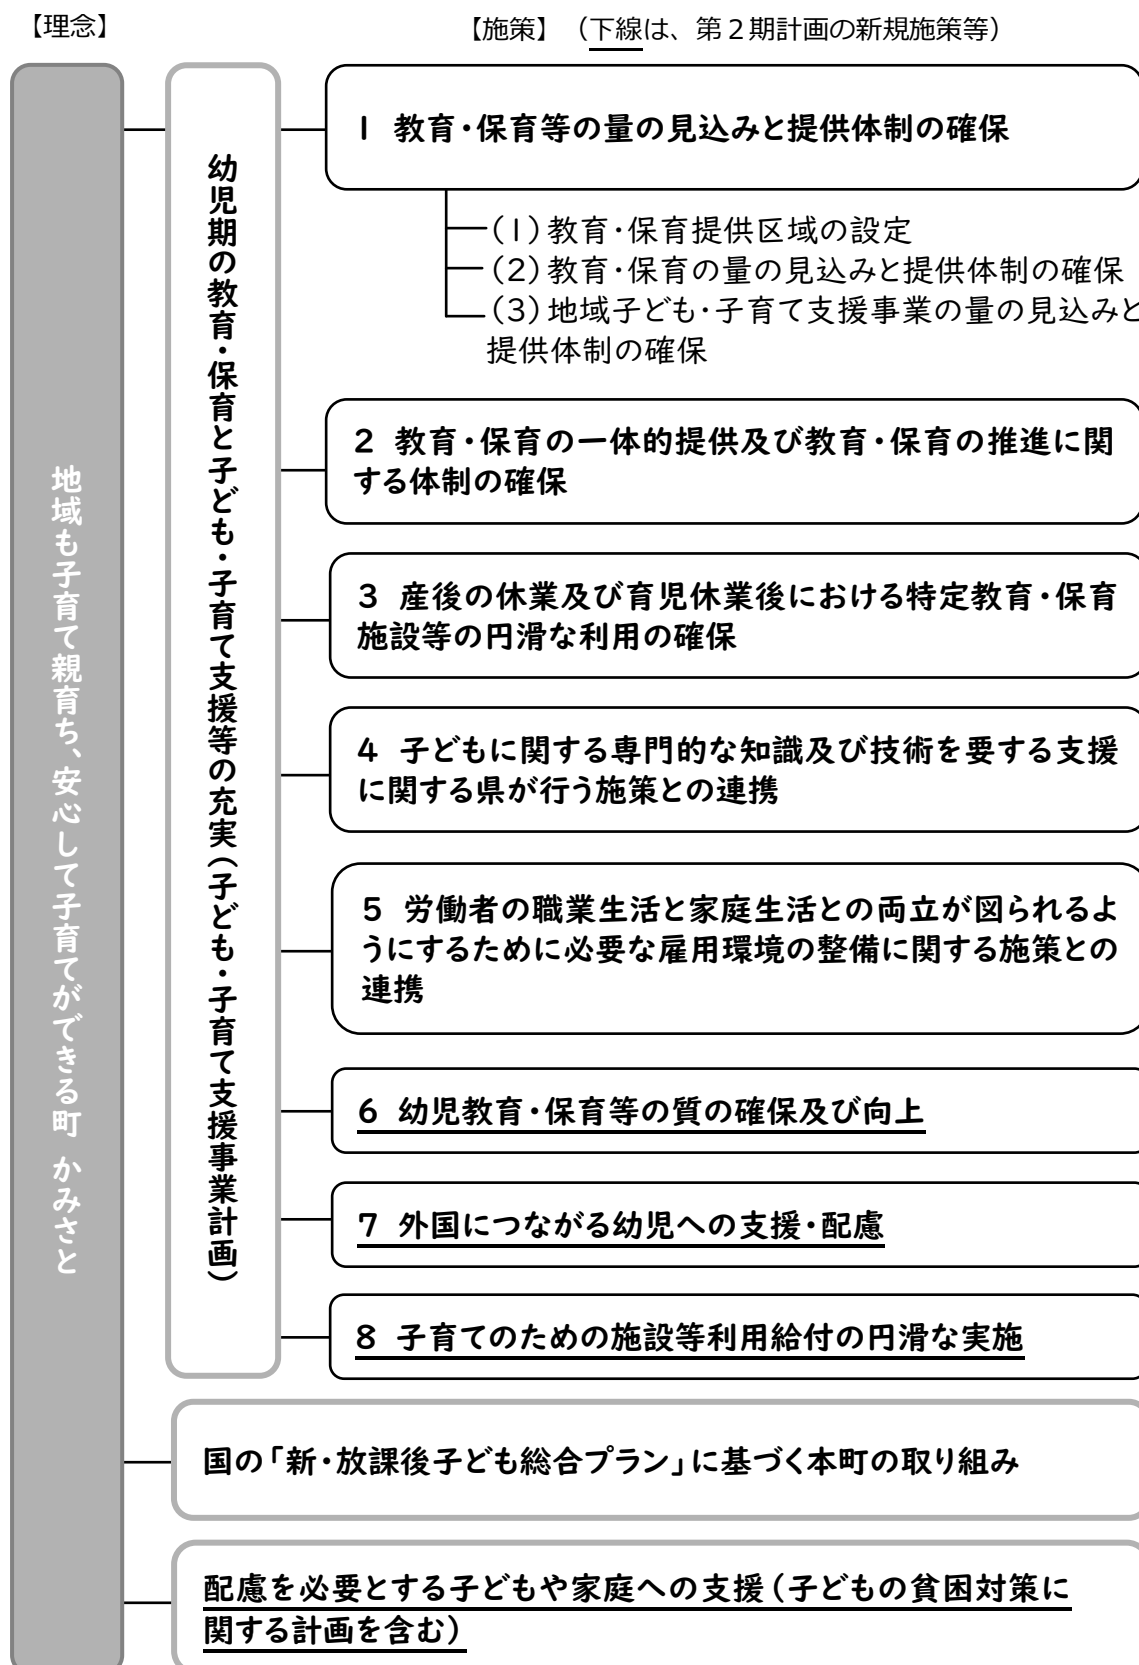 【理念】
【施策】（下線は、第２期計画の新規施策等）
地域も子育て親育ち、安心して子育てができる町 かみさと
幼児期の教育・保育と子ども・子育て支援等の充実（子ども・子育て支援事業計画）
1 教育・保育等の量の見込みと提供体制の確保
（1）教育・保育提供区域の設定
（2）教育・保育の量の見込みと提供体制の確保
（3）地域子ども・子育て支援事業の量の見込みと
提供体制の確保
2 教育・保育の一体的提供及び教育・保育の推進に関
する体制の確保
3 産後の休業及び育児休業後における特定教育・保育
施設等の円滑な利用の確保
4 子どもに関する専門的な知識及び技術を要する支援
に関する県が行う施策との連携
5 労働者の職業生活と家庭生活との両立が図られるよ
うにするために必要な雇用環境の整備に関する施策との
連携
6 幼児教育・保育等の質の確保及び向上
7 外国につながる幼児への支援・配慮
8 子育てのための施設等利用給付の円滑な実施
国の「新・放課後子ども総合プラン」に基づく本町の取り組み
配慮を必要とする子どもや家庭への支援（子どもの貧困対策に
関する計画を含む）